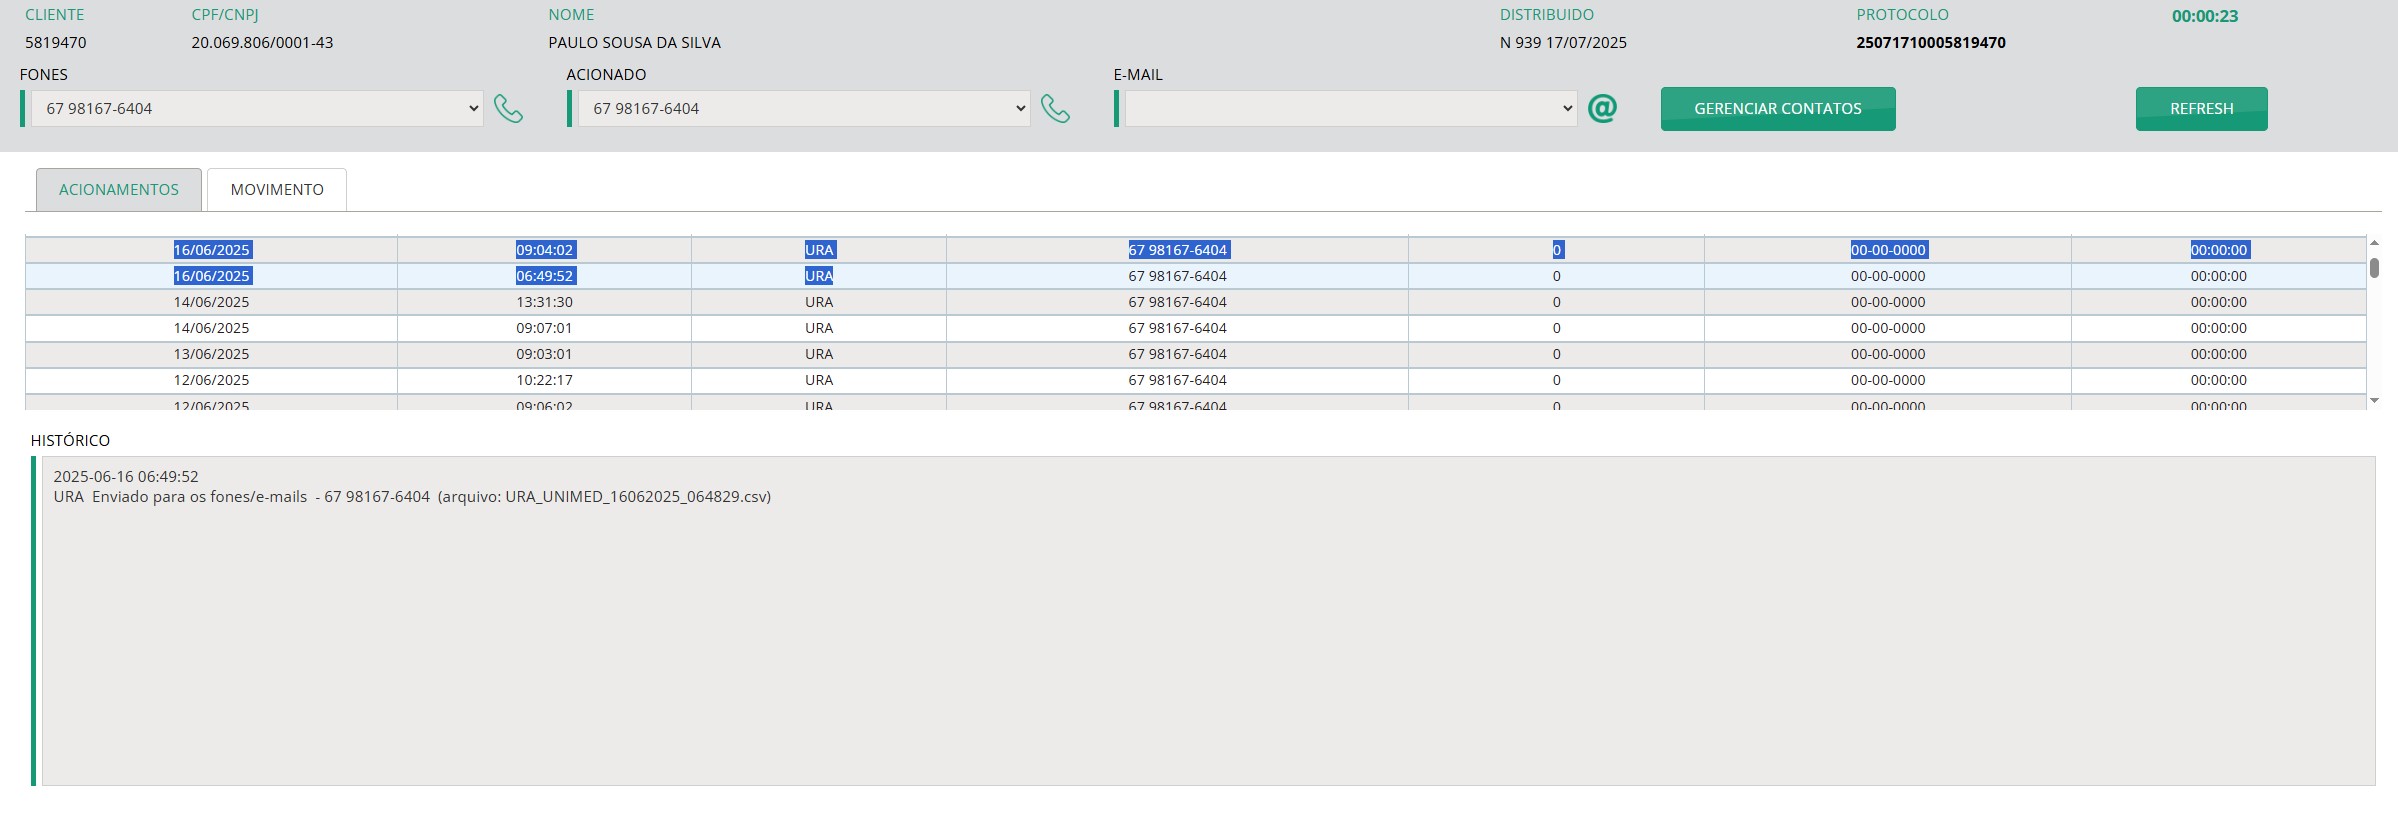 CLIENTE CPF/CNPJ NOME DISTRIBUIDO PROTOCOLO 00:00:23
5819470 20.069.806/0001-43 PAULO SOUSA DA SILVA N 939 17/07/2025 25071710005819470
FONES ACIONADO E-MAIL
67 98167-6404 67 98167-6404 @ GERENCIAR CONTATOS REFRESH
ACIONAMENTOS MOVIMENTO
16/06/2025 09:04:02 URA 67 98167-6404 0 00-00-0000 00:00:00
16/06/2025 06:49:52 URA 67 98167-6404 0 00-00-0000 00:00:00
14/06/2025 13:31:30 URA 67 98167-6404 0 00-00-0000 00:00:00
14/06/2025 09:07:01 URA 67 98167-6404 0 00-00-0000 00:00:00
13/06/2025 09:03:01 URA 67 98167-6404 0 00-00-0000 00:00:00
12/06/2025 10:22:17 URA 67 98167-6404 0 00-00-0000 00:00:00
12/06/2025 09:06:02 URA 67 98167-6404 0 00-00-0000 00:00:00
HISTÓRICO
2025-06-16 06:49:52
URA Enviado para os fones/e-mails - 67 98167-6404 (arquivo: URA_UNIMED_16062025_064829.csv)